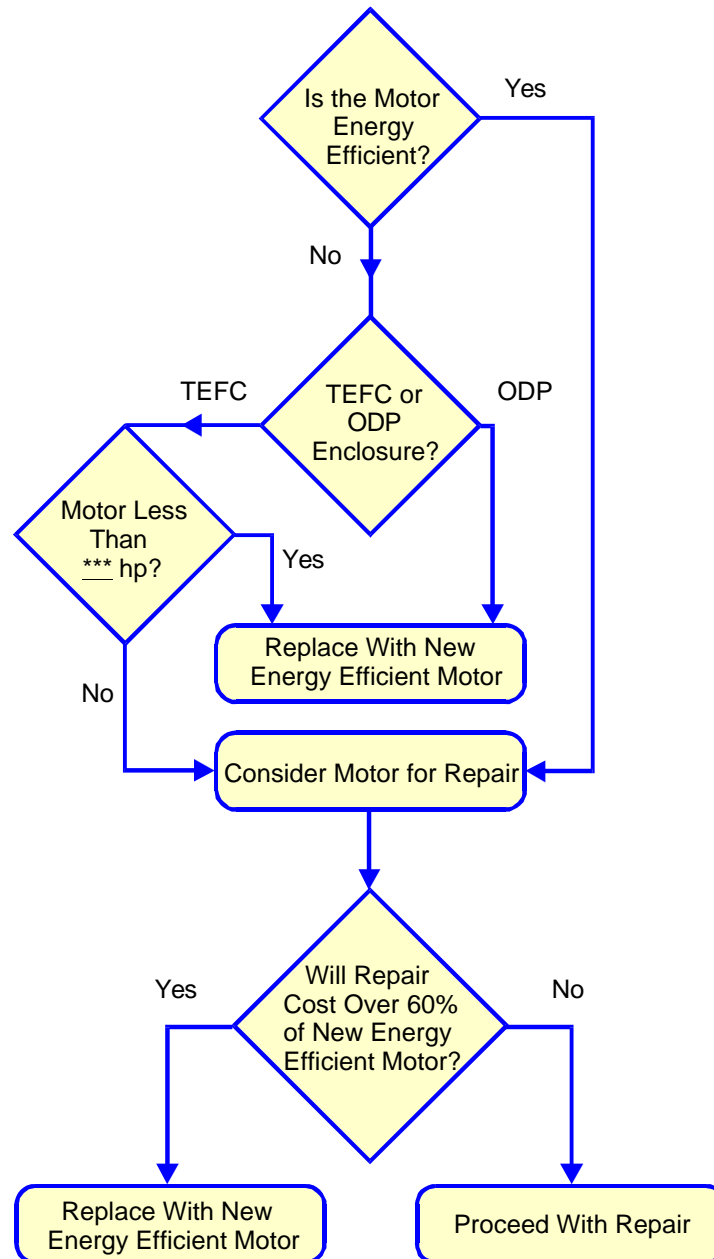 Is the Motor
Energy
Efficient?
Yes
No
TEFC
TEFC or
ODP
Enclosure?
ODP
Motor Less
Than
*** hp?
Yes
Replace With New
Energy Efficient Motor
No
Consider Motor for Repair
Will Repair
Cost Over 60%
of New Energy
Efficient Motor?
Yes
No
Replace With New
Energy Efficient Motor
Proceed With Repair